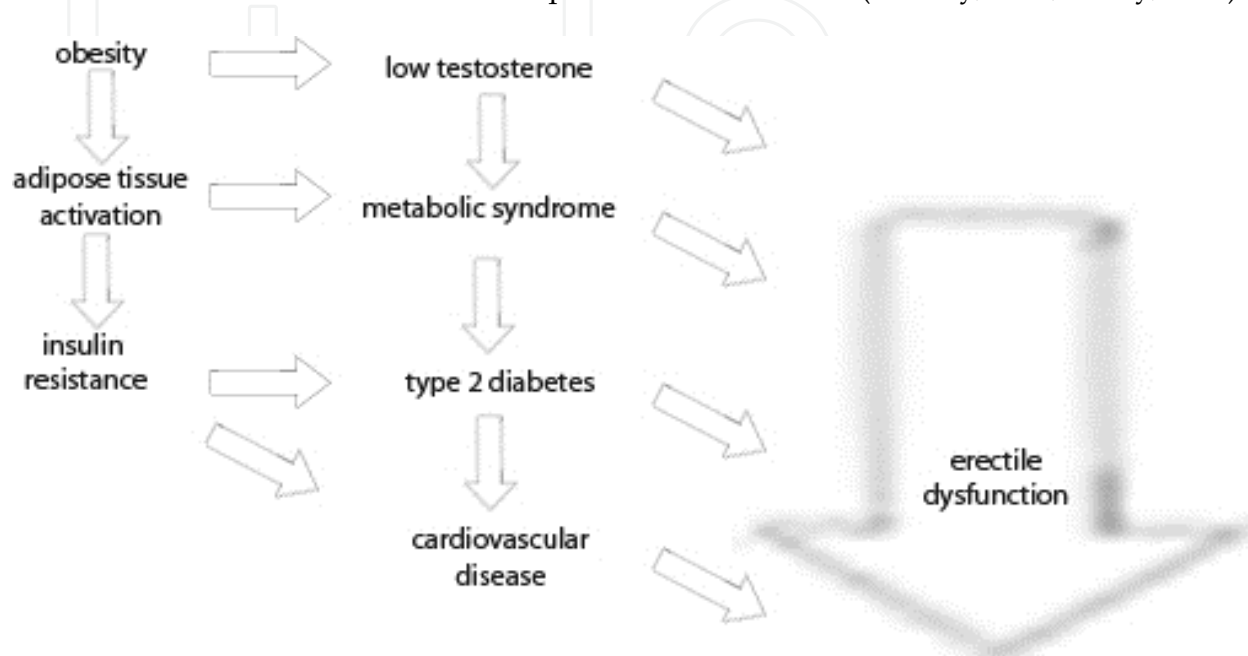 obesity
low testosterone
adipose tissue
activation
metabolic syndrome
insulin
resistance
type 2 diabetes
erectile
dysfunction
cardiovascular
disease